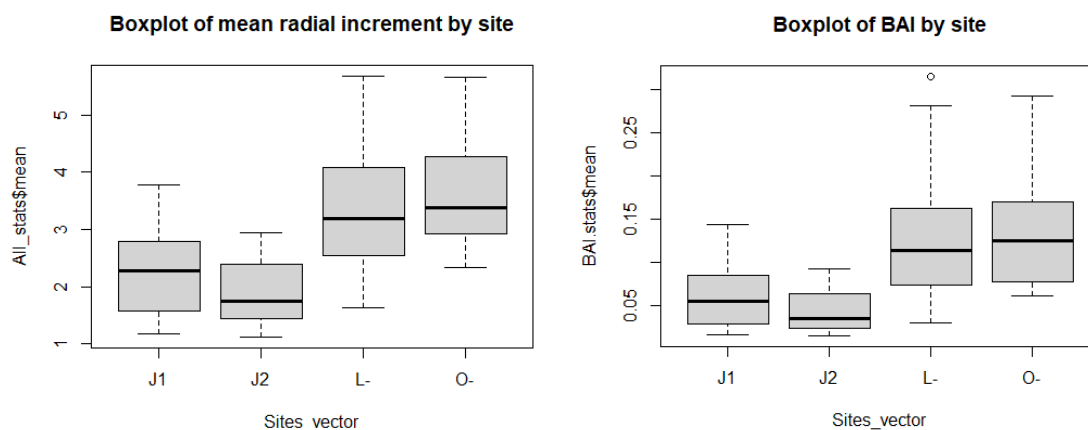 Boxplot of mean radial increment by site
All_stats$mean
5
4
3
2
1
J1 J2 L- O-
Sites_vector
Boxplot of BAI by site
BAI.stats$mean
0.25
0.15
0.05
J1 J2 L- O-
Sites_vector